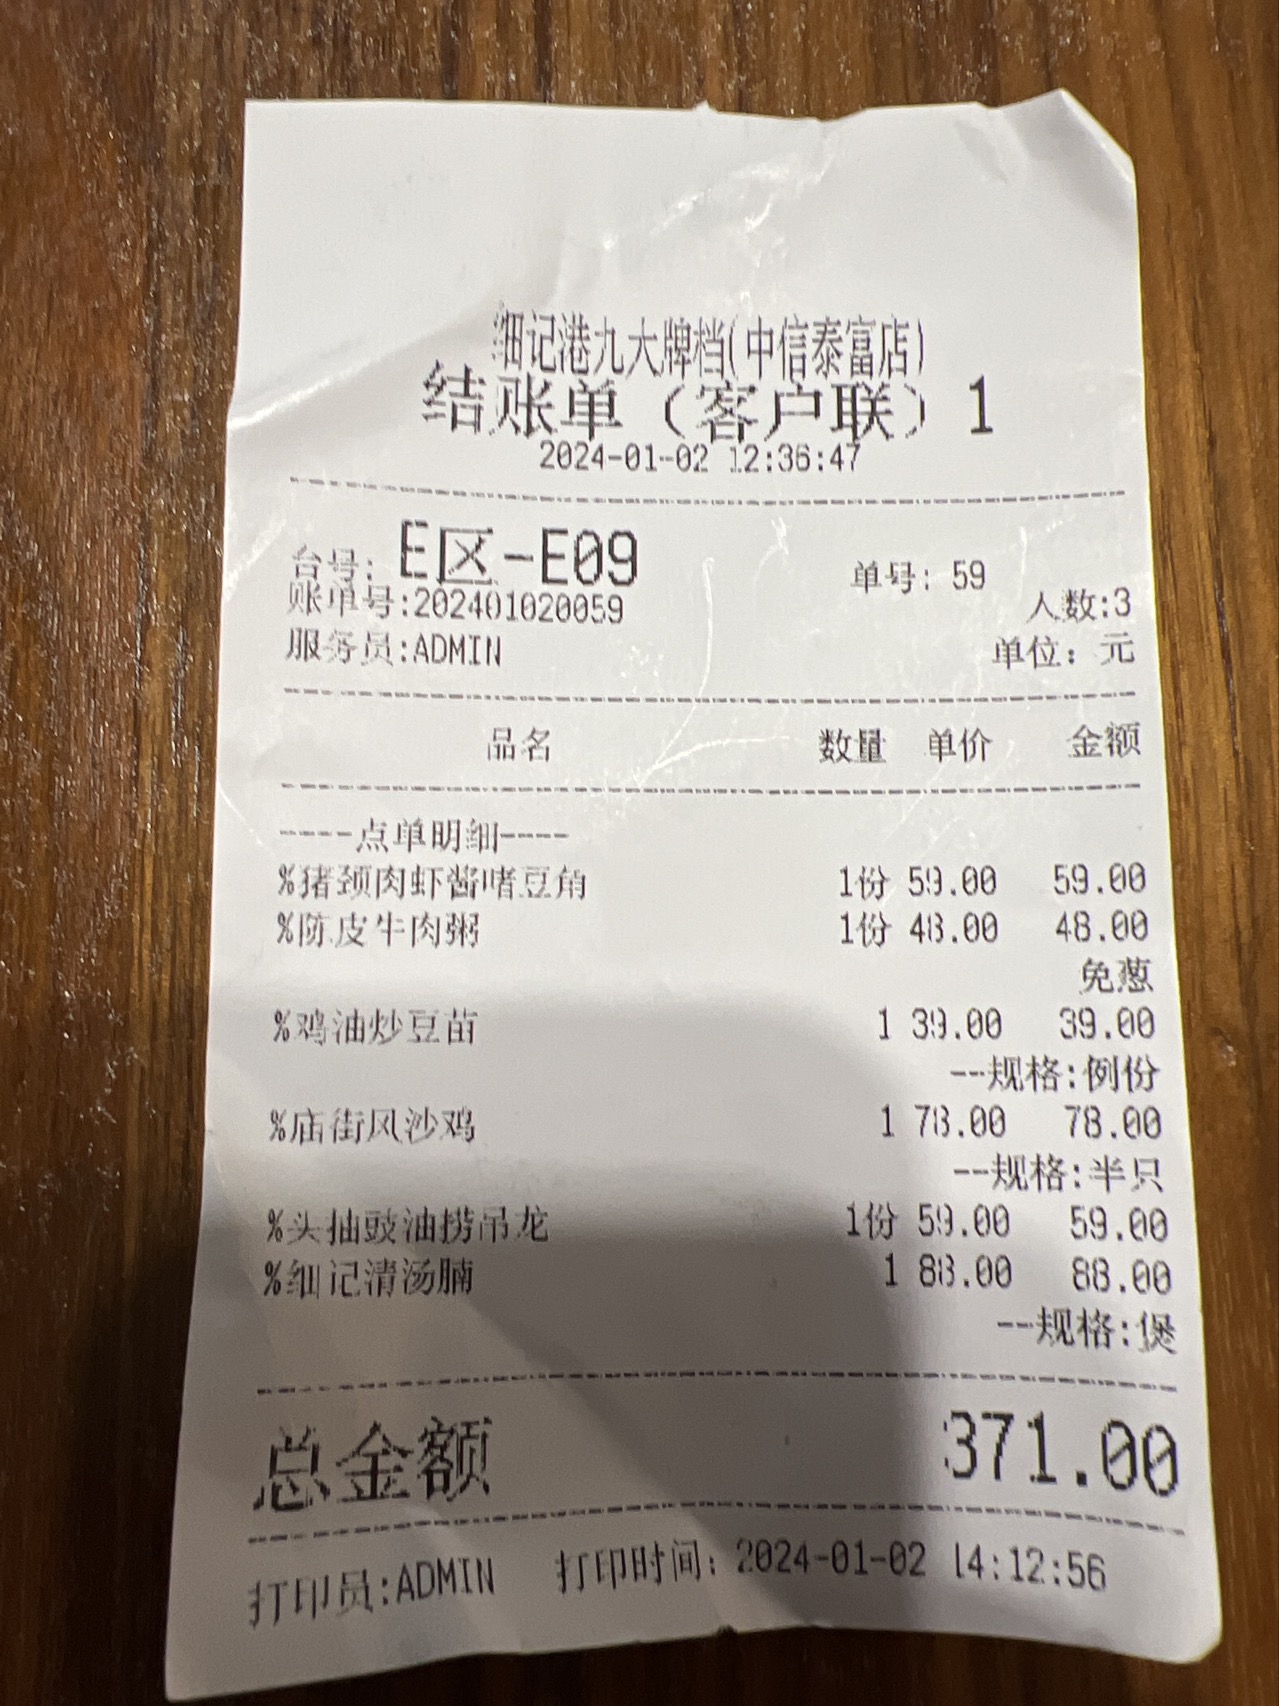 细记港九大牌档(中信泰富店)
结账单（客户联）1
2024-01-02 12:36:47
台号: E区-E09 单号: 59
账单号:202401020059 人数:3
服务员:ADMIN 单位: 元
品名 数量 单价 金额
----点单明细----
%猪颈肉虾酱啫豆角 1份 59.00 59.00
%陈皮牛肉粥 1份 48.00 48.00
免葱
%鸡油炒豆苗 1 39.00 39.00
--规格:例份
%庙街风沙鸡 1 78.00 78.00
--规格:半只
%头抽豉油捞吊龙 1份 59.00 59.00
%细记清汤腩 1 88.00 88.00
--规格:煲
总金额 371.00
打印员:ADMIN 打印时间: 2024-01-02 14:12:56